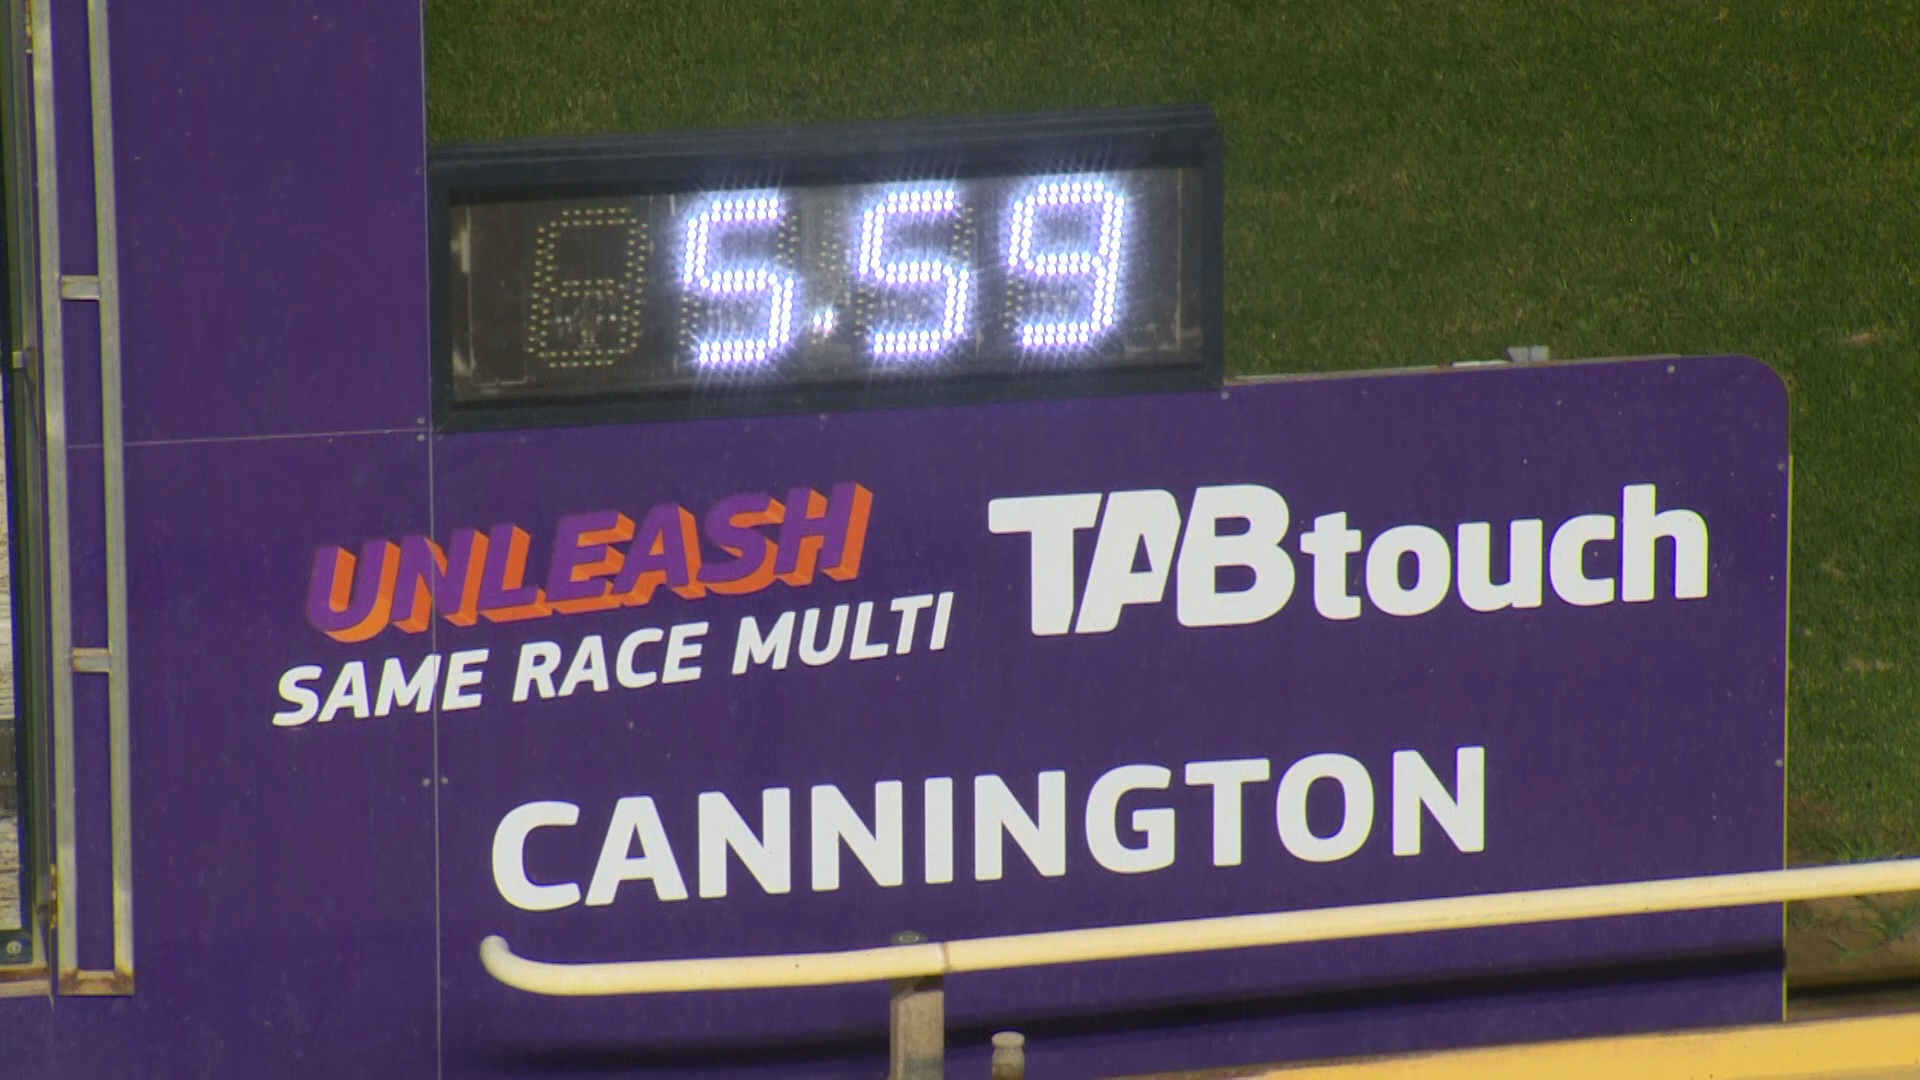 5.59
UNLEASH
SAME RACE MULTI
TABtouch
CANNINGTON